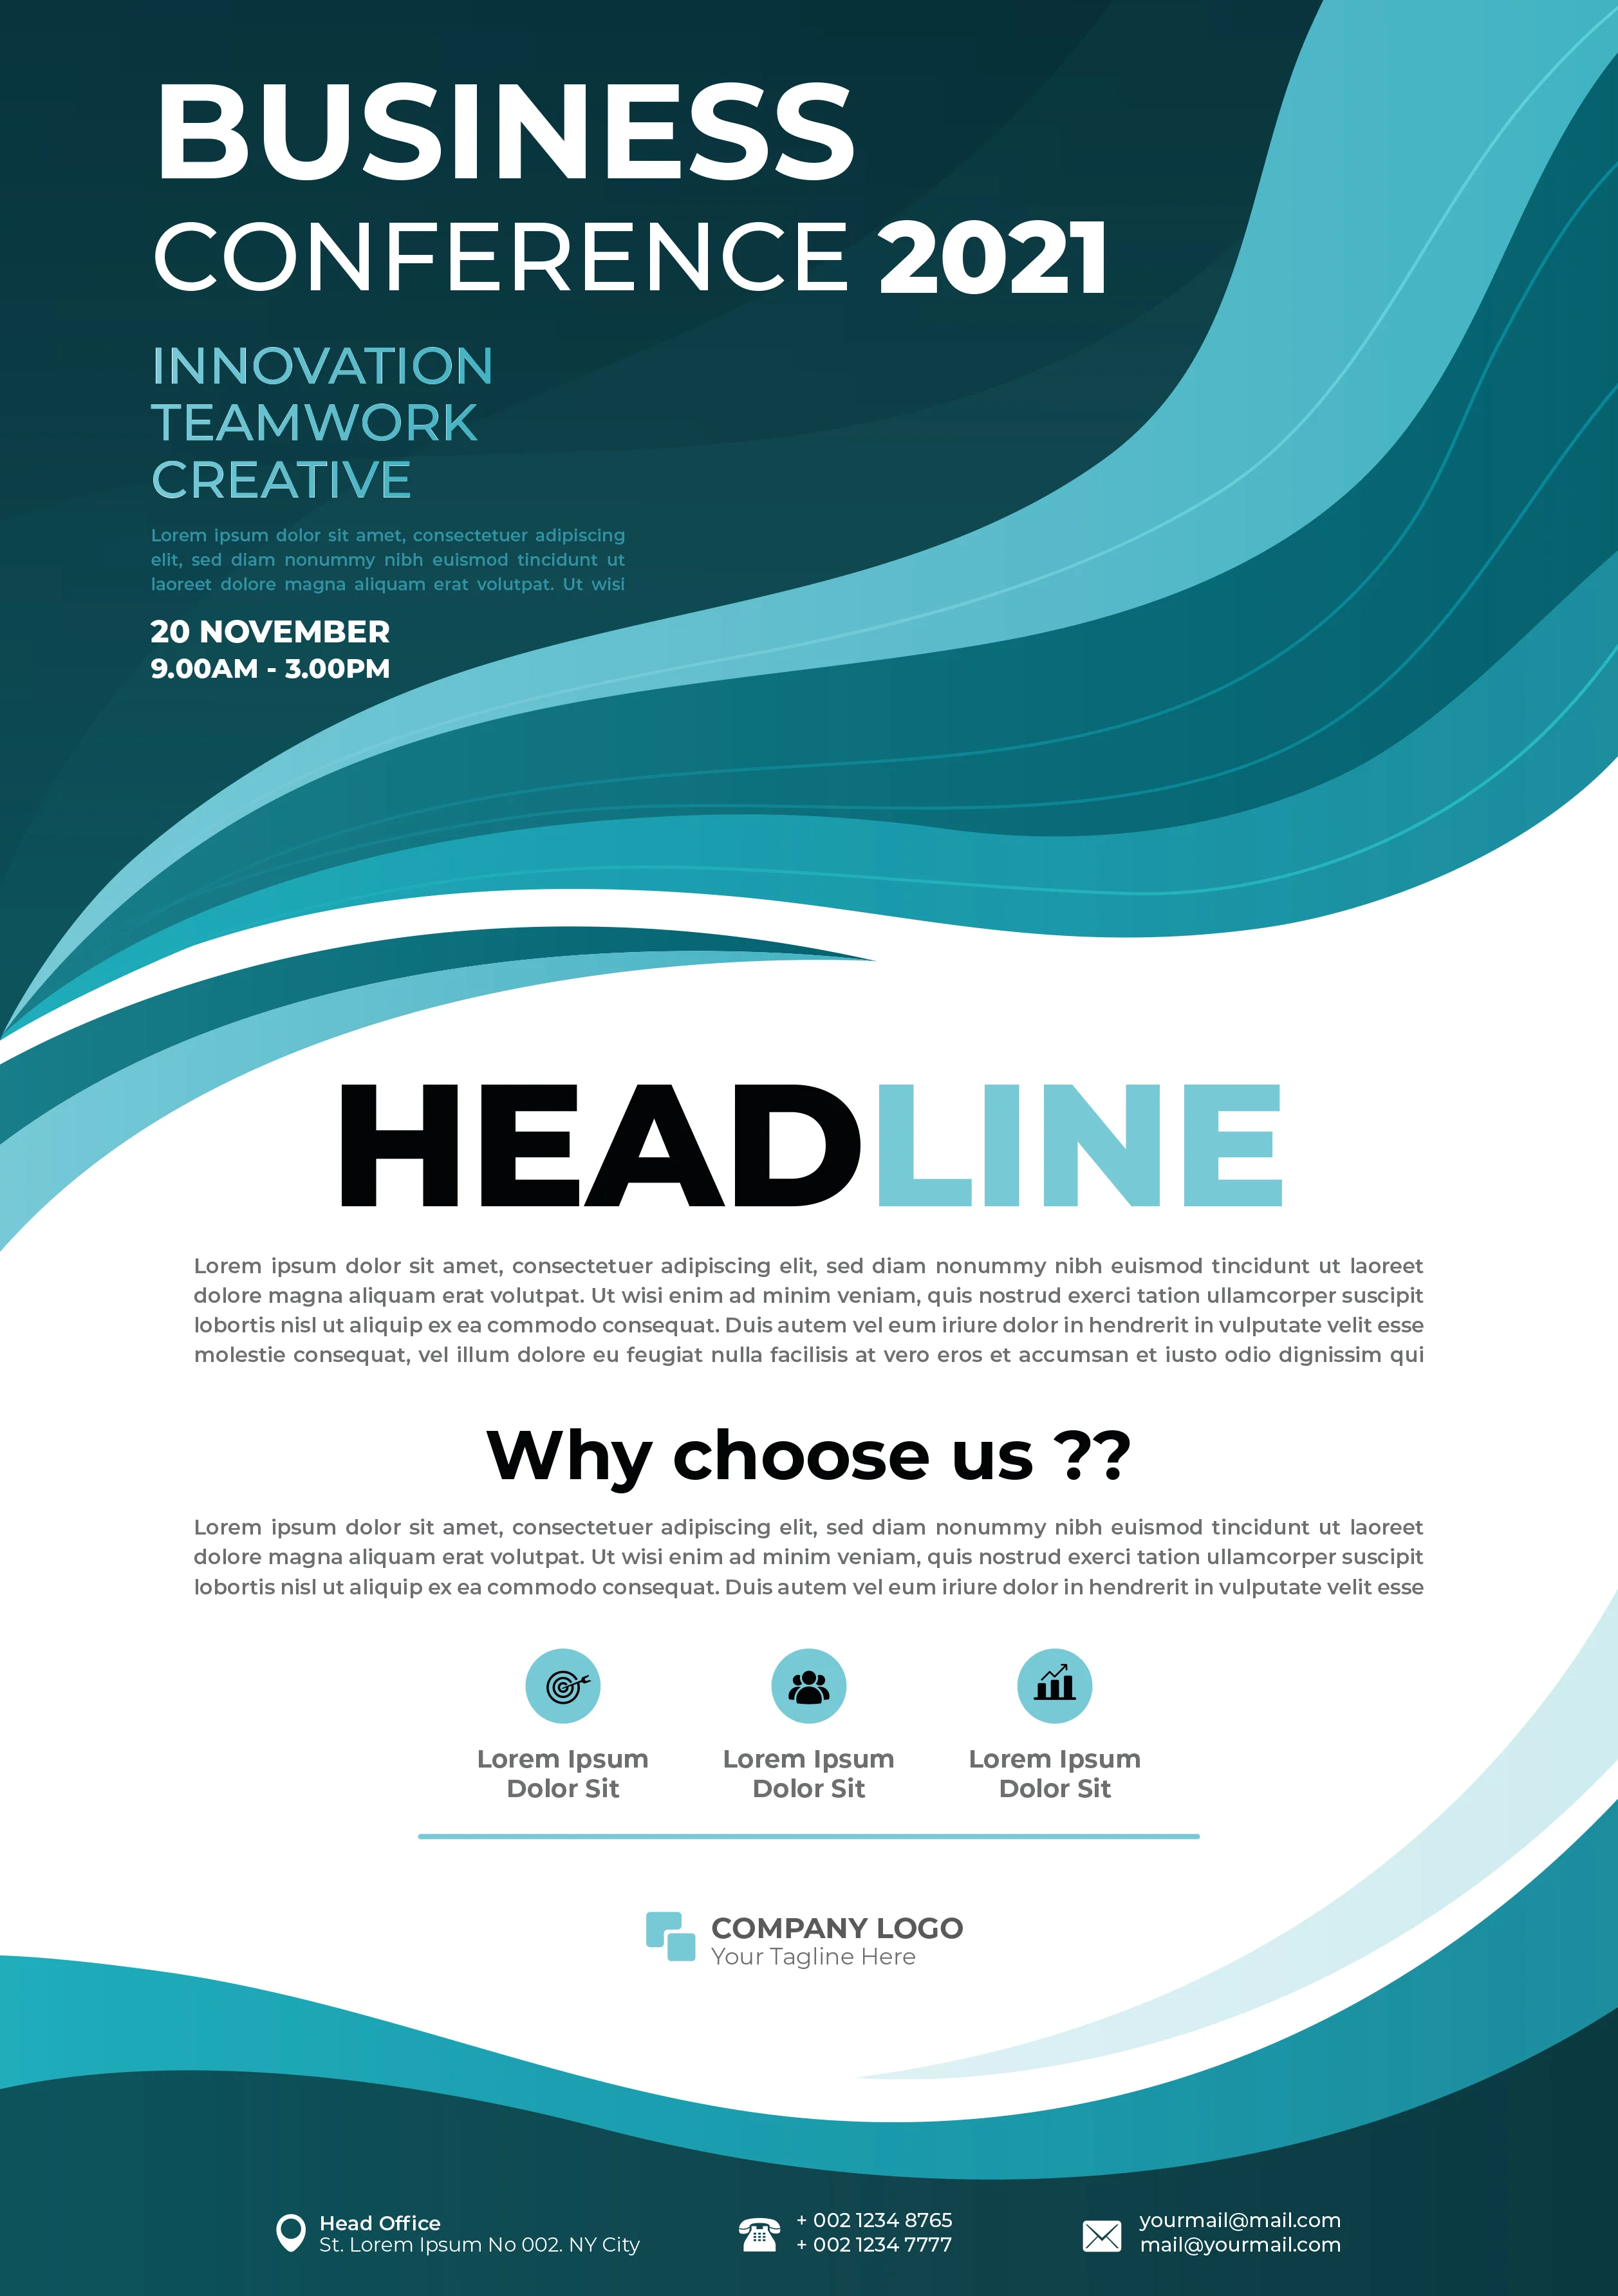 BUSINESS
CONFERENCE 2021
INNOVATION
TEAMWORK
CREATIVE
Lorem ipsum dolor sit amet, consectetuer adipiscing
elit, sed diam nonummy nibh euismod tincidunt ut
laoreet dolore magna aliquam erat volutpat. Ut wisi
20 NOVEMBER
9.00AM - 3.00PM
HEADLINE
Lorem ipsum dolor sit amet, consectetuer adipiscing elit, sed diam nonummy nibh euismod tincidunt ut laoreet
dolore magna aliquam erat volutpat. Ut wisi enim ad minim veniam, quis nostrud exerci tation ullamcorper suscipit
lobortis nisl ut aliquip ex ea commodo consequat. Duis autem vel eum iriure dolor in hendrerit in vulputate velit esse
molestie consequat, vel illum dolore eu feugiat nulla facilisis at vero eros et accumsan et iusto odio dignissim qui
Why choose us ??
Lorem ipsum dolor sit amet, consectetuer adipiscing elit, sed diam nonummy nibh euismod tincidunt ut laoreet
dolore magna aliquam erat volutpat. Ut wisi enim ad minim veniam, quis nostrud exerci tation ullamcorper suscipit
lobortis nisl ut aliquip ex ea commodo consequat. Duis autem vel eum iriure dolor in hendrerit in vulputate velit esse
Lorem Ipsum
Dolor Sit
Lorem Ipsum
Dolor Sit
Lorem Ipsum
Dolor Sit
COMPANY LOGO
Your Tagline Here
Head Office
St. Lorem Ipsum No 002. NY City
+ 002 1234 8765
+ 002 1234 7777
yourmail@mail.com
mail@yourmail.com